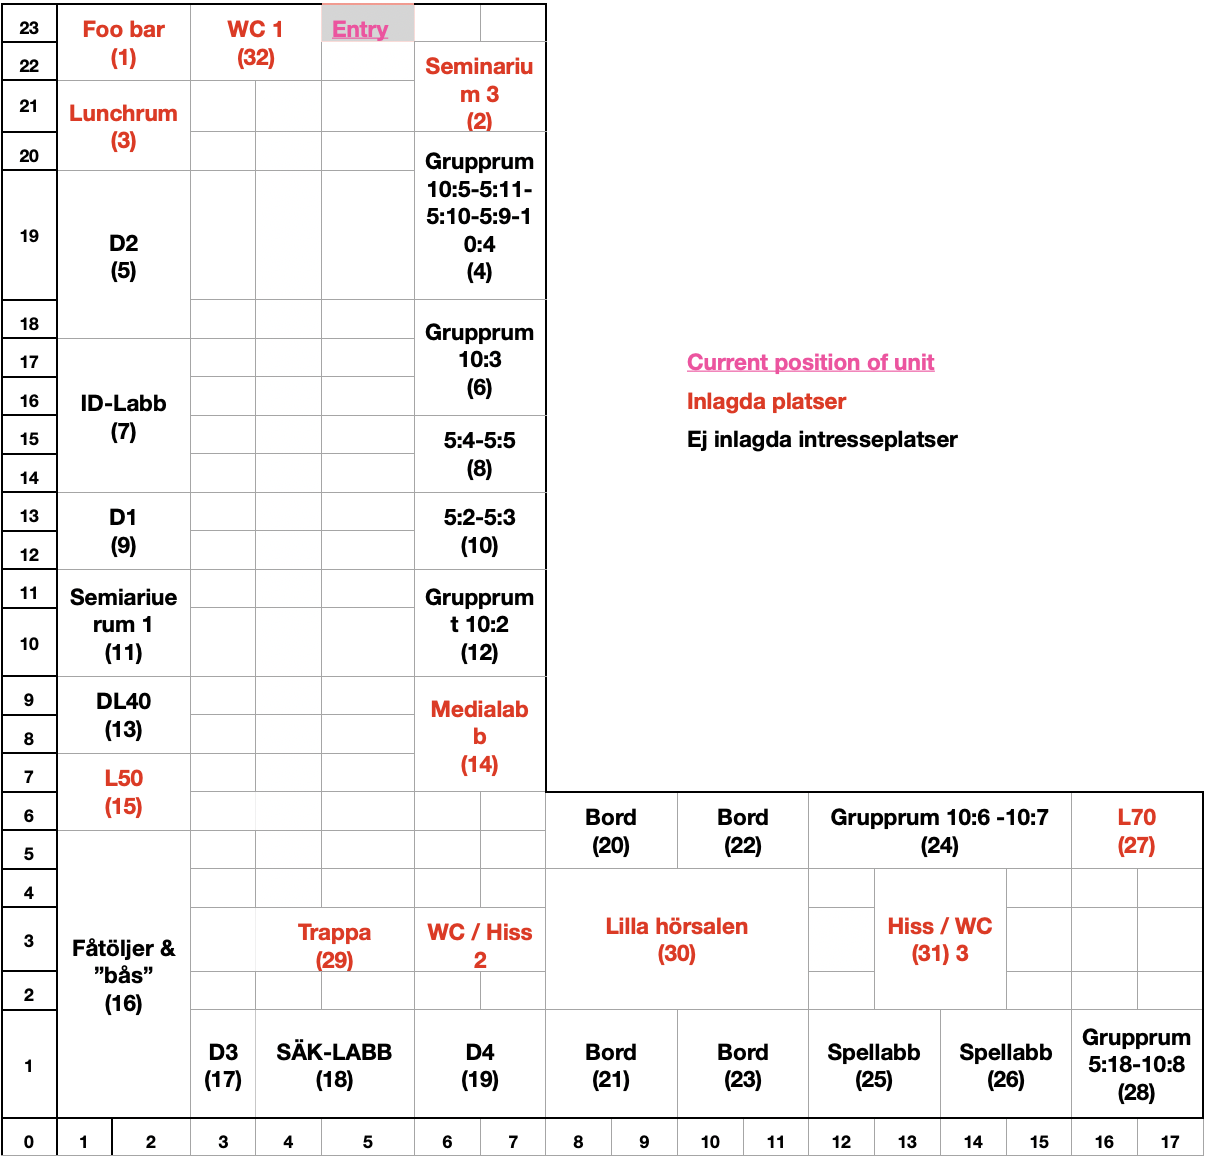 23
Foo bar
(1)
WC 1
(32)
Entry
22
Seminariu
m 3
(2)
21
Lunchrum
(3)
20
Grupprum
10:5-5:11-
5:10-5:9-1
0:4
(4)
19
D2
(5)
18
Grupprum
10:3
(6)
17
Current position of unit
16
ID-Labb
(7)
Inlagda platser
15
5:4-5:5
(8)
Ej inlagda intresseplatser
14
13
D1
(9)
5:2-5:3
(10)
12
11
Semiariue
rum 1
(11)
Grupprum
t 10:2
(12)
10
9
DL40
(13)
Medialab
b
(14)
8
7
L50
(15)
6
Bord
(20)
Bord
(22)
Grupprum 10:6 -10:7
(24)
L70
(27)
5
4
3
Fåtöljer &
”bås”
(16)
Trappa
(29)
WC / Hiss
2
Lilla hörsalen
(30)
Hiss / WC
(31) 3
2
1
D3
(17)
SÄK-LABB
(18)
D4
(19)
Bord
(21)
Bord
(23)
Spellabb
(25)
Spellabb
(26)
Grupprum
5:18-10:8
(28)
0 1 2 3 4 5 6 7 8 9 10 11 12 13 14 15 16 17